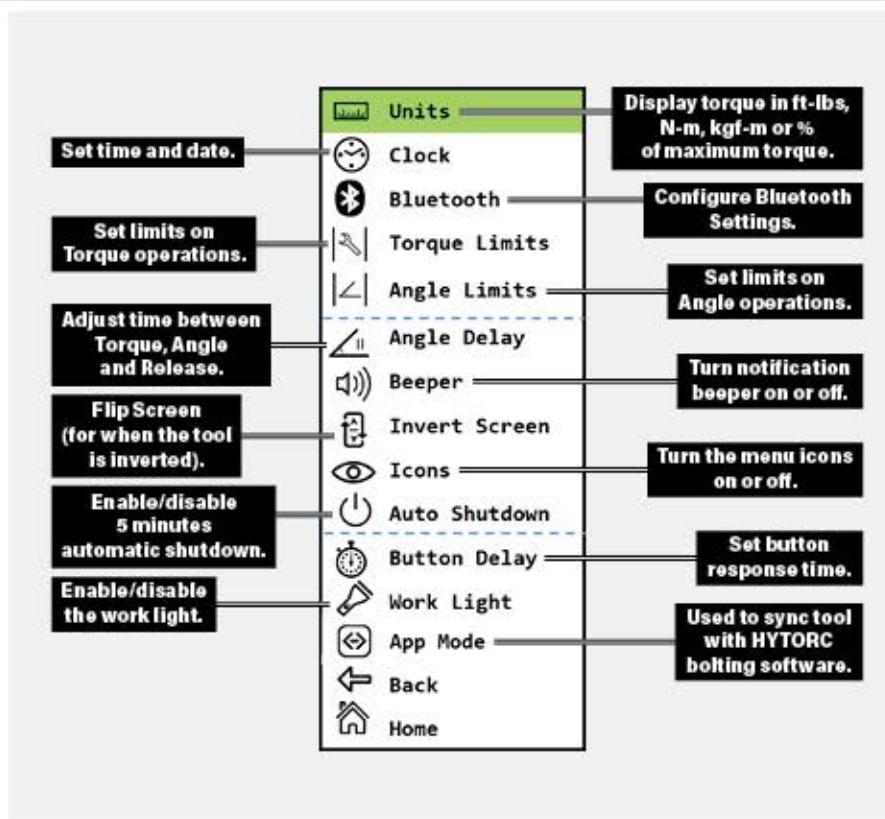 Units
Clock
Bluetooth
Torque Limits
Angle Limits
Angle Delay
Beeper
Invert Screen
Icons
Auto Shutdown
Button Delay
Work Light
App Mode
Back
Home
Set time and date.
Set limits on
Torque operations.
Adjust time between
Torque, Angle
and Release.
Flip Screen
(for when the tool
is inverted).
Enable/disable
5 minutes
automatic shutdown.
Enable/disable
the work light.
Display torque in ft-lbs,
N-m, kgf-m or %
of maximum torque.
Configure Bluetooth
Settings.
Set limits on
Angle operations.
Turn notification
beeper on or off.
Turn the menu icons
on or off.
Set button
response time.
Used to sync tool
with HYTORC
bolting software.